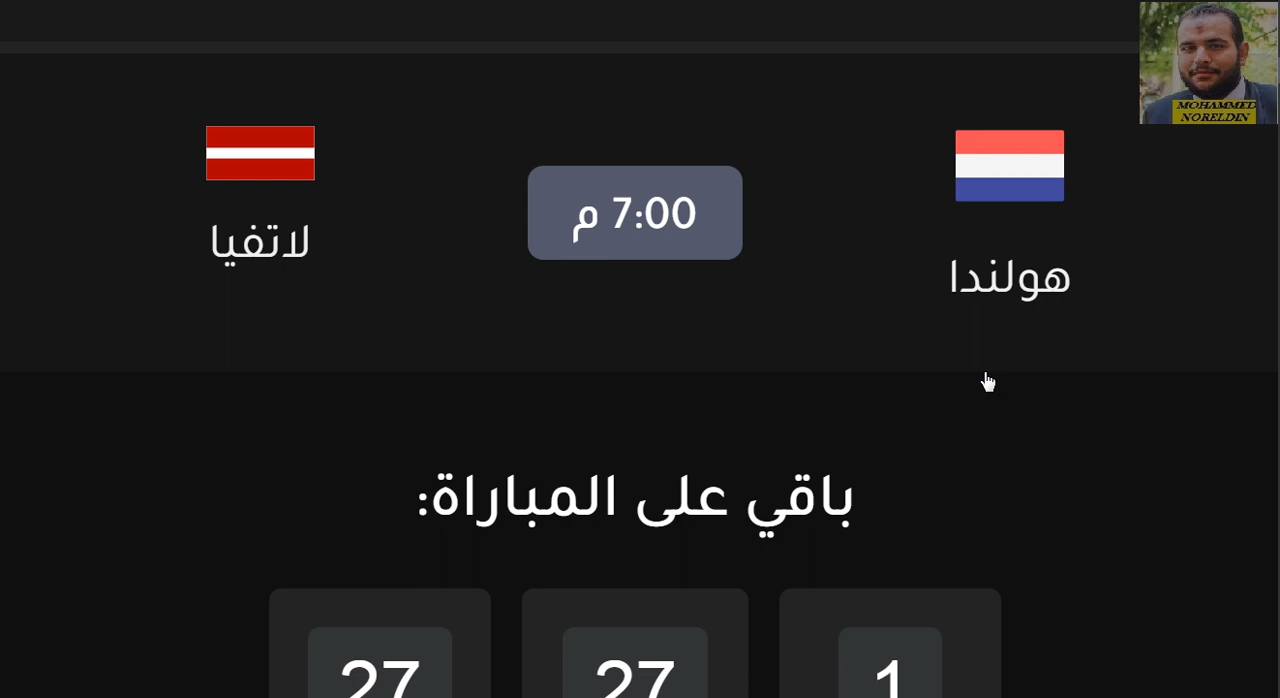 MOHAMMED
NORELDIN
هولندا
7:00 م
لاتفيا
باقي على المباراة:
1
27
27